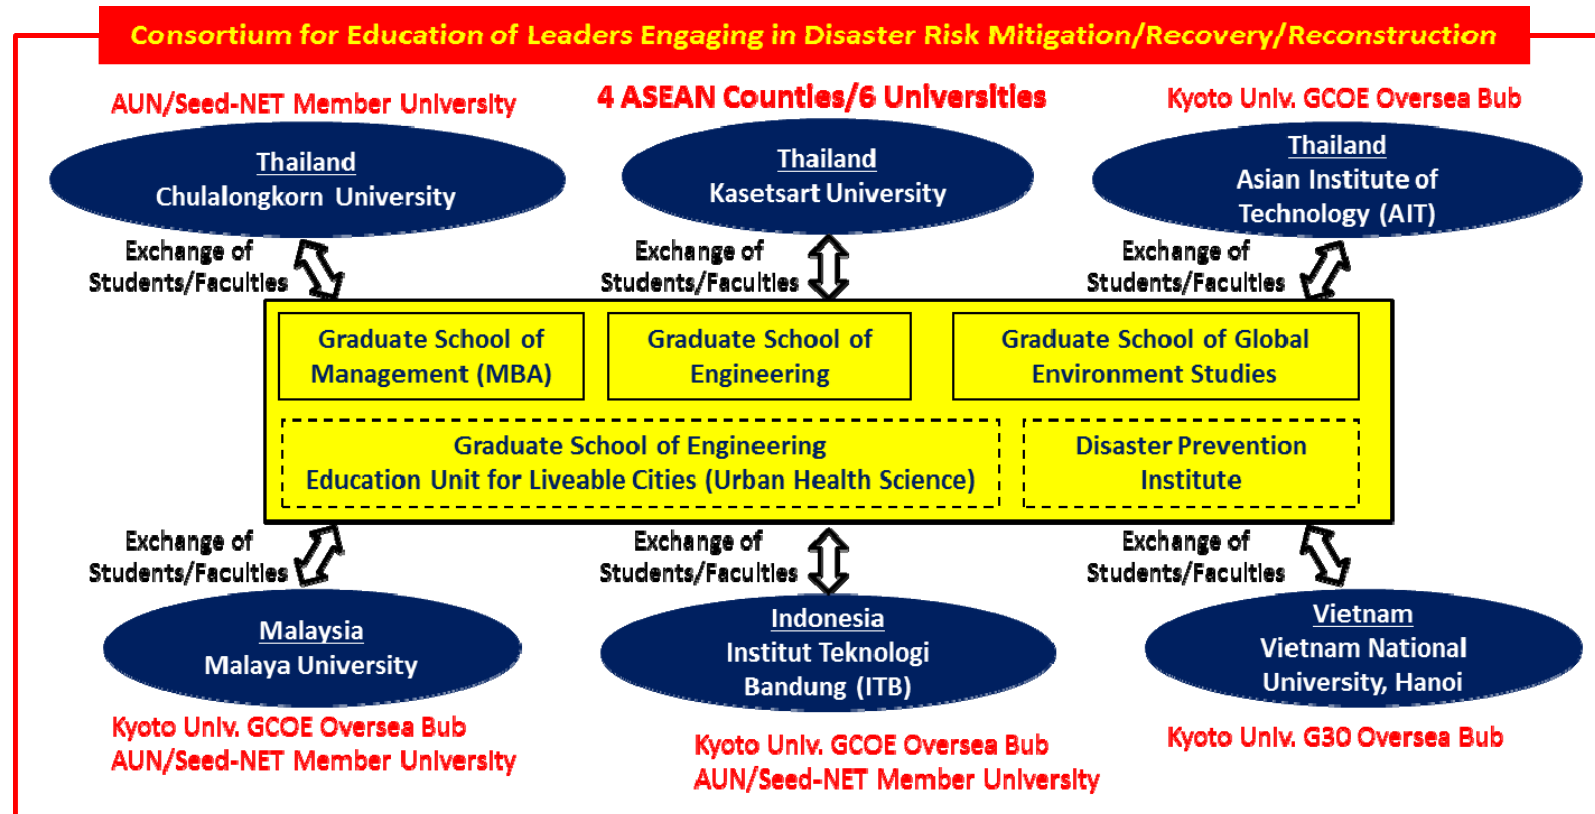 Consortium for Education of Leaders Engaging in Disaster Risk Mitigation/Recovery/Reconstruction
AUN/Seed-NET Member University
4 ASEAN Counties/6 Universities
Kyoto Univ. GCOE Oversea Bub
Thailand
Chulalongkorn University
Thailand
Kasetsart University
Thailand
Asian Institute of
Technology (AIT)
Exchange of
Students/Faculties
Exchange of
Students/Faculties
Exchange of
Students/Faculties
Graduate School of
Management (MBA)
Graduate School of
Engineering
Graduate School of Global
Environment Studies
Graduate School of Engineering
Education Unit for Liveable Cities (Urban Health Science)
Disaster Prevention
Institute
Exchange of
Students/Faculties
Exchange of
Students/Faculties
Exchange of
Students/Faculties
Malaysia
Malaya University
Indonesia
Institut Teknologi
Bandung (ITB)
Vietnam
Vietnam National
University, Hanoi
Kyoto Univ. GCOE Oversea Bub
AUN/Seed-NET Member University
Kyoto Univ. GCOE Oversea Bub
AUN/Seed-NET Member University
Kyoto Univ. G30 Oversea Bub